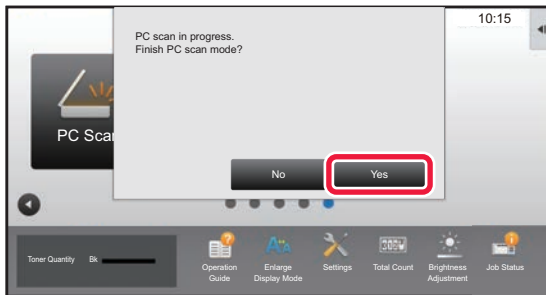 10:15
PC scan in progress.
Finish PC scan mode?
PC Sca
No
Yes
Toner Quantity
Bk
Operation
Guide
Enlarge
Display Mode
Settings
Total Count
Brightness
Adjustment
Job Status